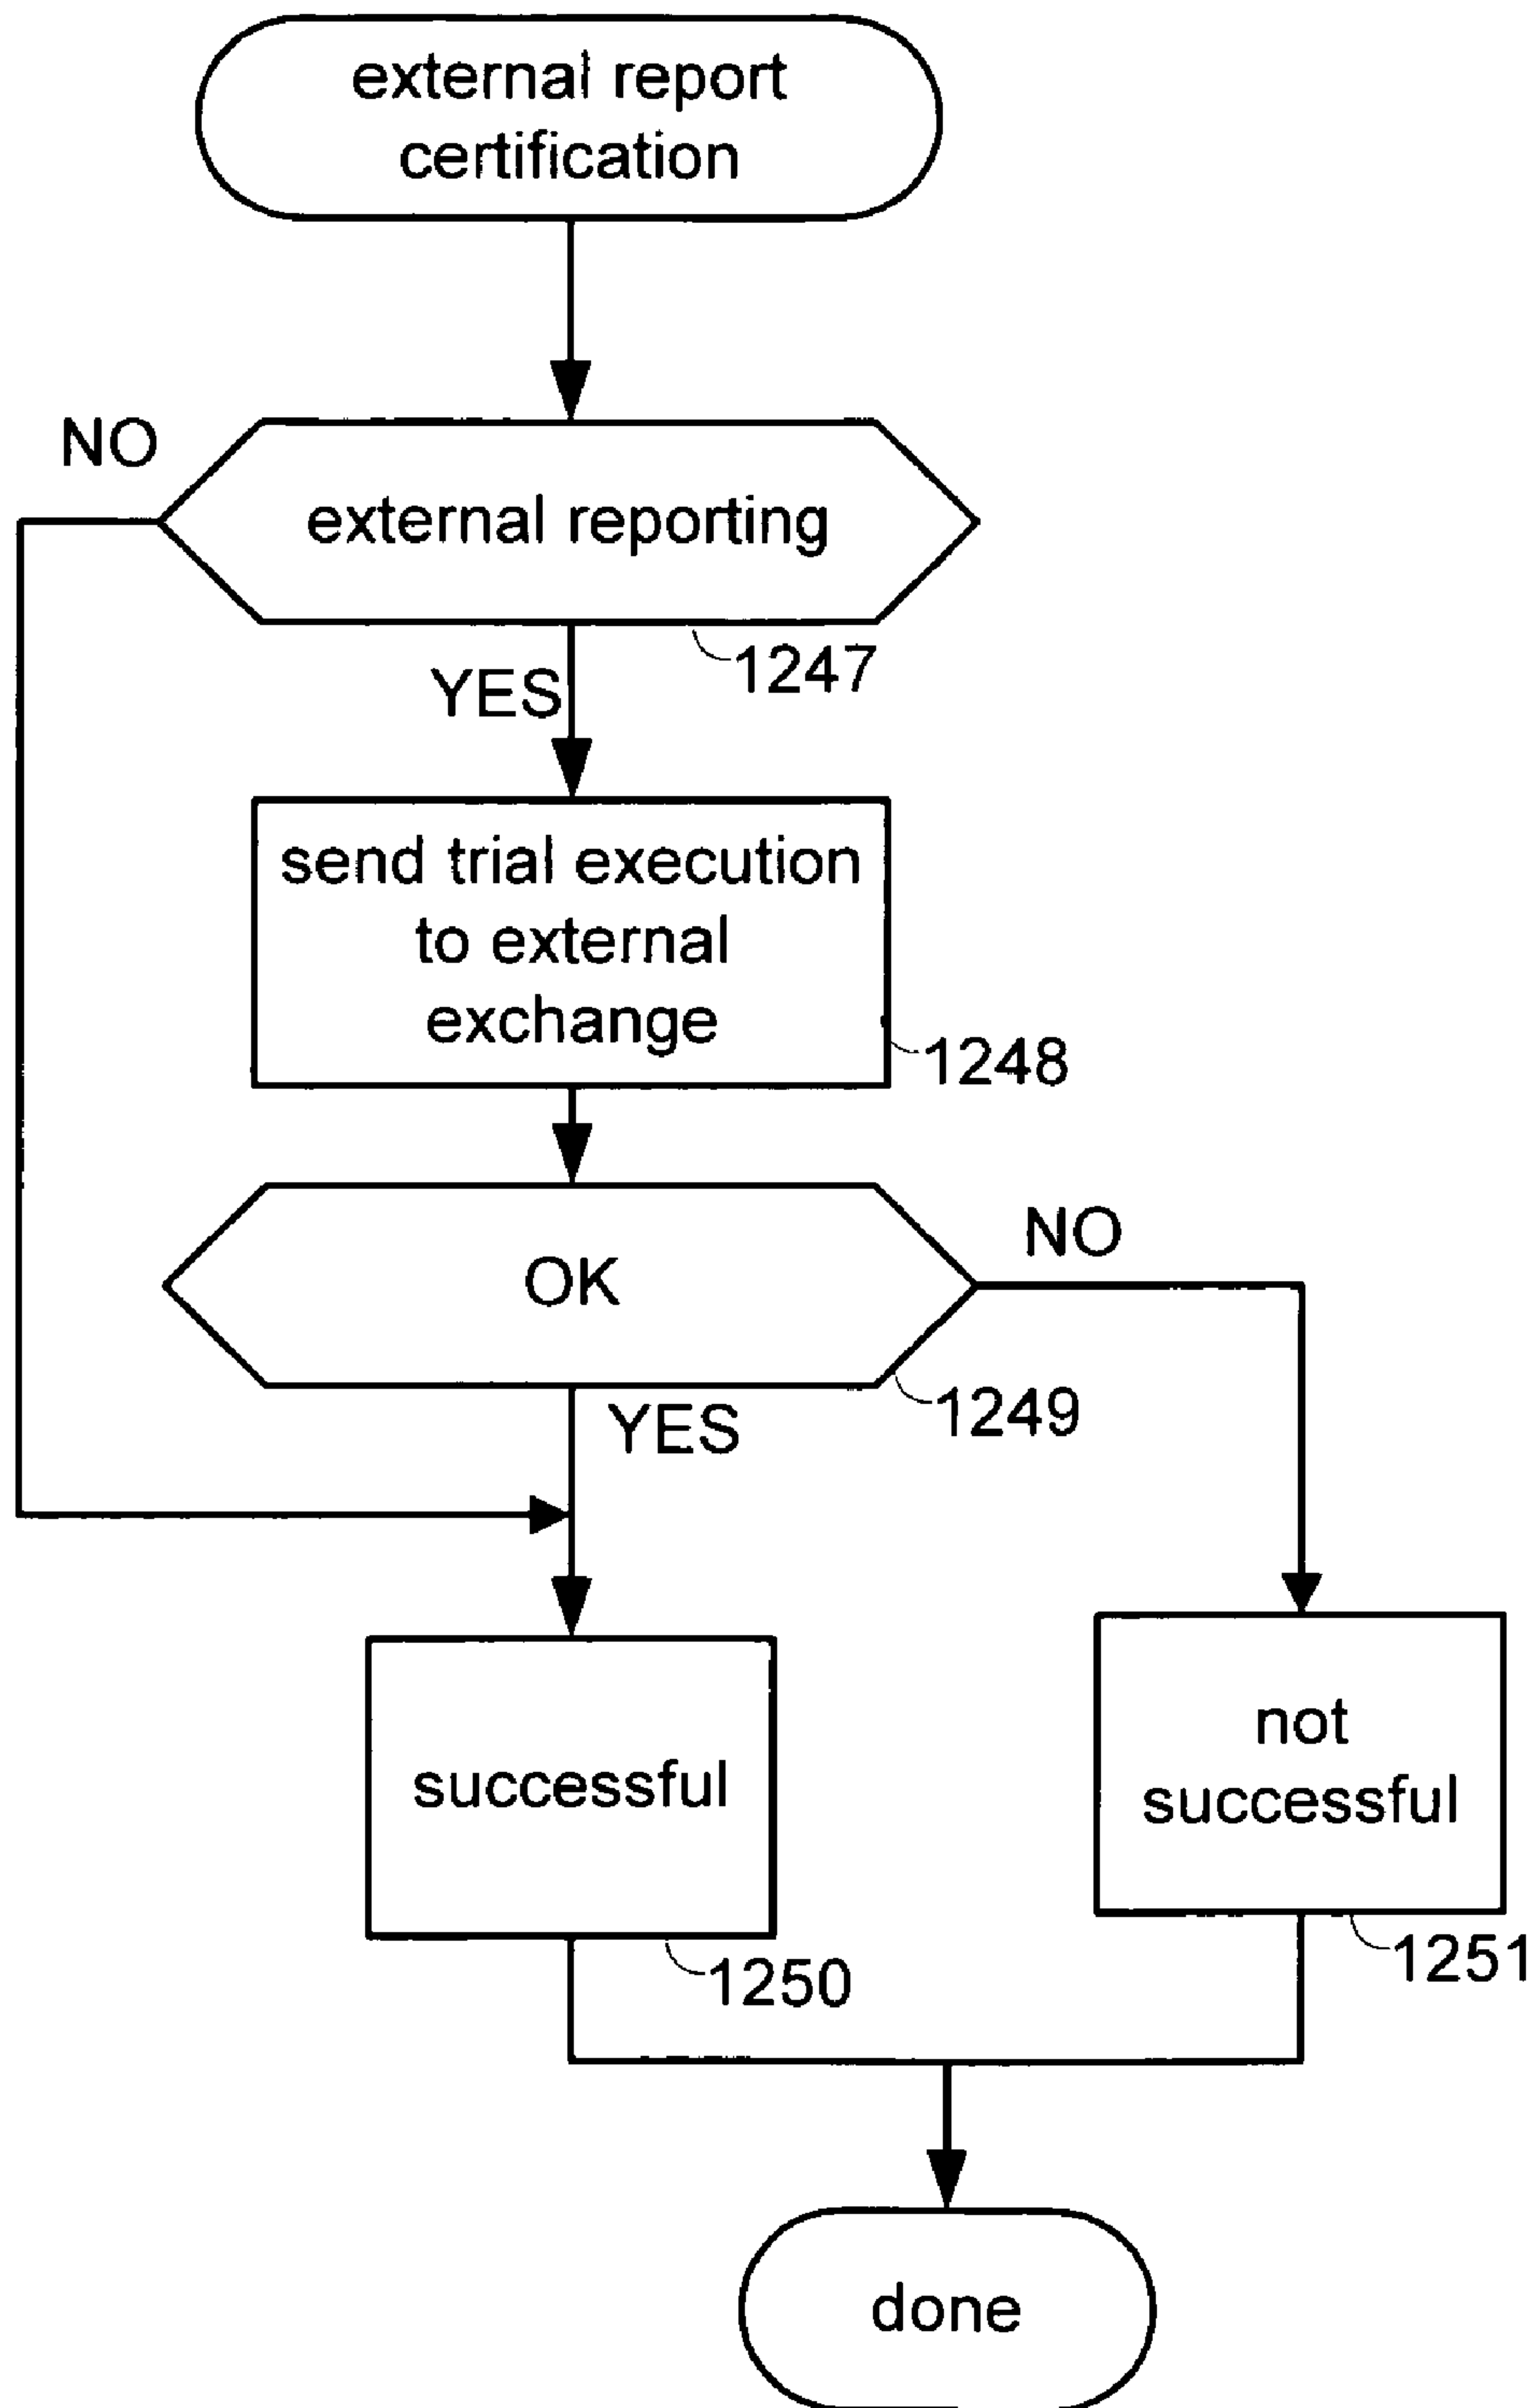 external report
certification
NO
external reporting
1247
YES
send trial execution
to external
exchange
1248
NO
OK
1249
YES
successful
not
successful
1250
1251
done